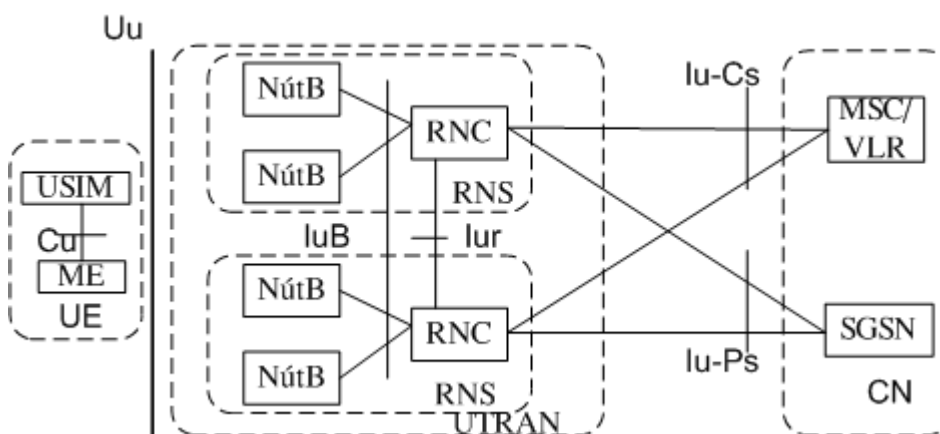 Uu
NútB
NútB
RNC
RNS
Iu-Cs
MSC/
VLR
USIM
Cu
ME
UE
IuB
Iur
NútB
NútB
RNC
RNS
UTRAN
Iu-Ps
SGSN
CN